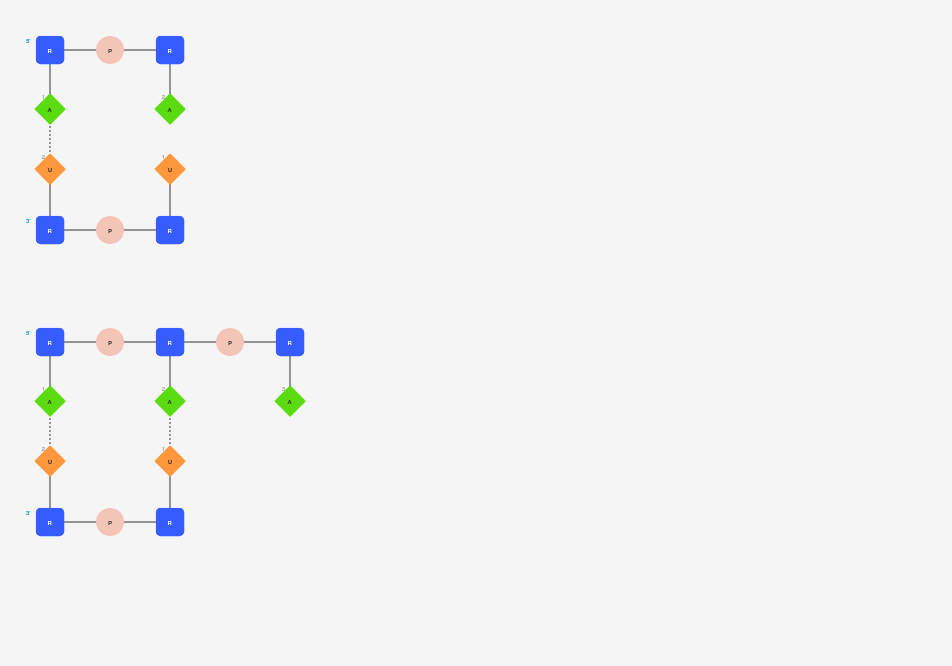 5' R P R
1 2
A A
2 1
U U
3' R P R
5' R P R P R
1 2 3
A A A
2 1
U U
3' R P R